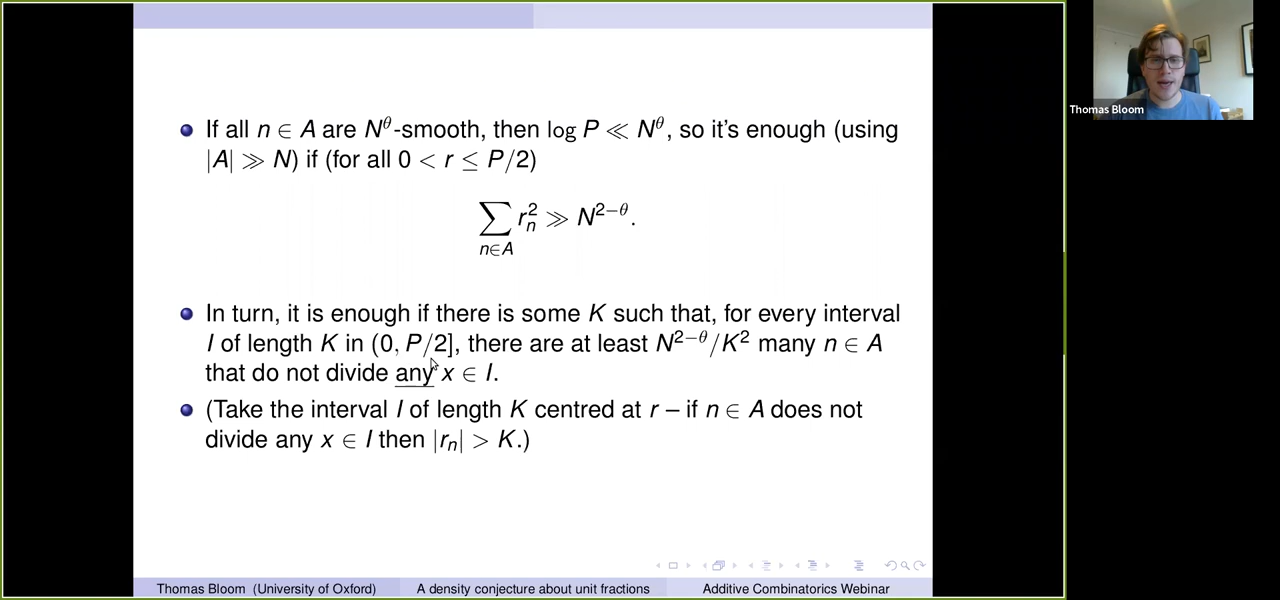 If all n ∈ A are N^θ-smooth, then log P ≪ N^θ, so it's enough (using
|A| ≫ N) if (for all 0 < r ≤ P/2)
∑_{n∈A} r_n^2 ≫ N^{2−θ}.
In turn, it is enough if there is some K such that, for every interval
I of length K in (0, P/2], there are at least N^{2−θ}/K^2 many n ∈ A
that do not divide any x ∈ I.
(Take the interval I of length K centred at r – if n ∈ A does not
divide any x ∈ I then |r_n| > K.)
Thomas Bloom (University of Oxford)
A density conjecture about unit fractions
Additive Combinatorics Webinar
Thomas Bloom